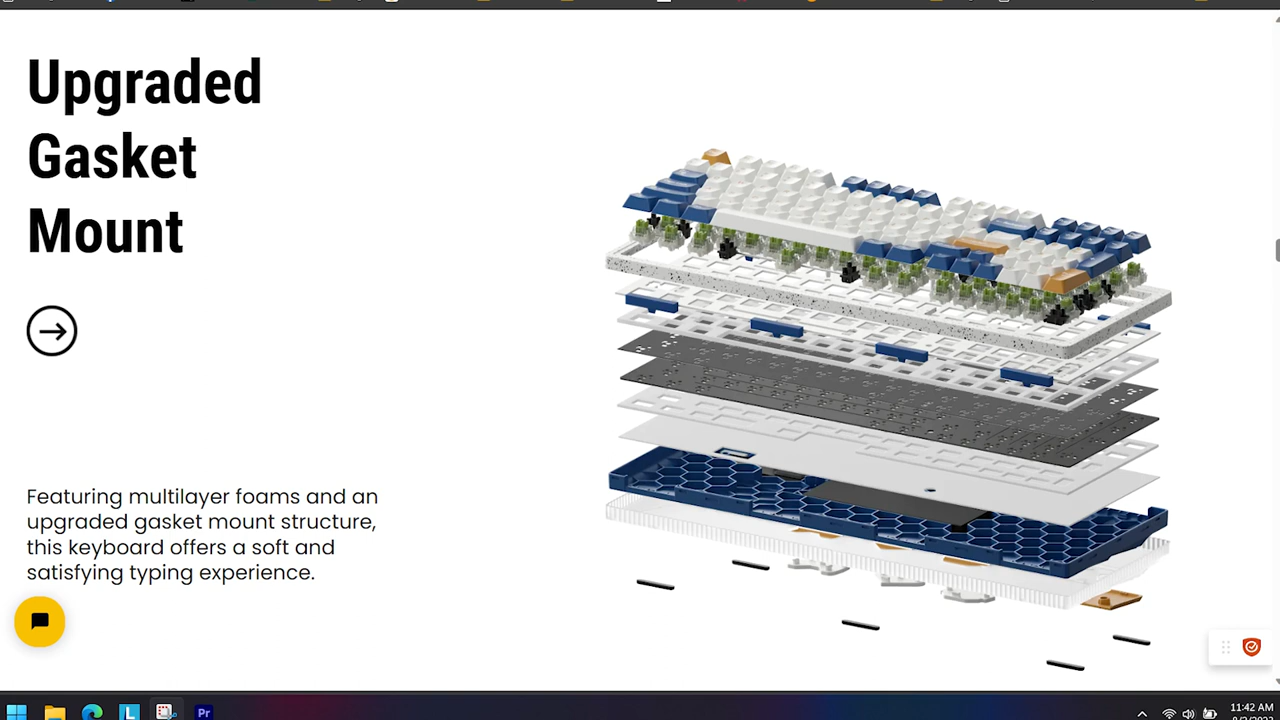 Upgraded
Gasket
Mount
Featuring multilayer foams and an
upgraded gasket mount structure,
this keyboard offers a soft and
satisfying typing experience.
L
Pr
11:42 AM